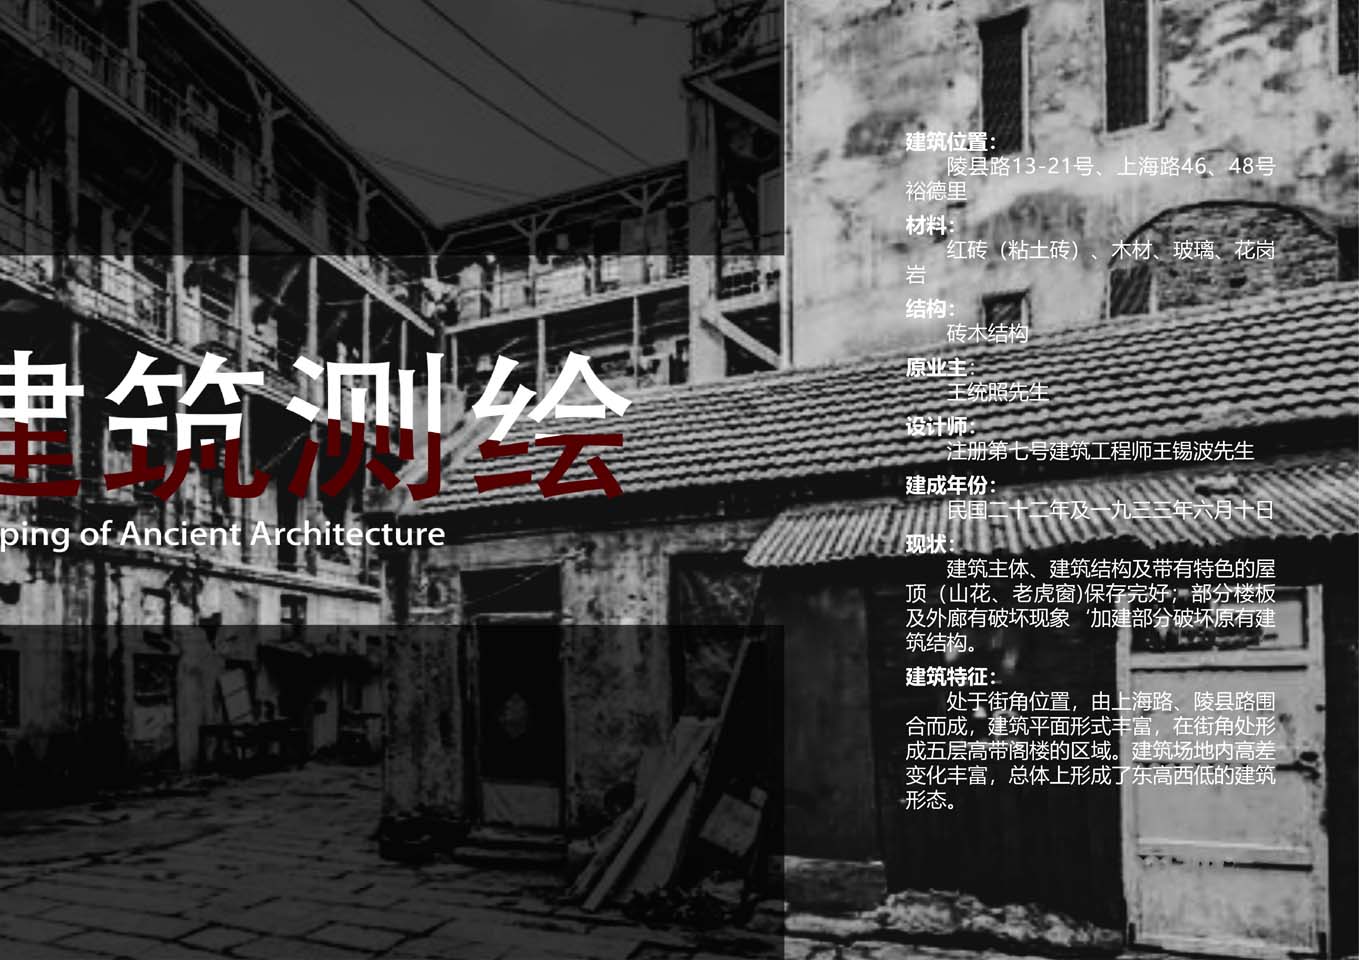 建筑测绘
ping of Ancient Architecture
建筑位置：
陵县路13-21号、上海路46、48号
裕德里
材料：
红砖（粘土砖）、木材、玻璃、花岗
岩
结构：
砖木结构
原业主：
王统照先生
设计师：
注册第七号建筑工程师王锡波先生
建成年份：
民国二十二年及一九三三年六月十日
现状：
建筑主体、建筑结构及带有特色的屋
顶（山花、老虎窗)保存完好；部分楼板
及外廊有破坏现象‘加建部分破坏原有建
筑结构。
建筑特征：
处于街角位置，由上海路、陵县路围
合而成，建筑平面形式丰富，在街角处形
成五层高带阁楼的区域。建筑场地内高差
变化丰富，总体上形成了东高西低的建筑
形态。